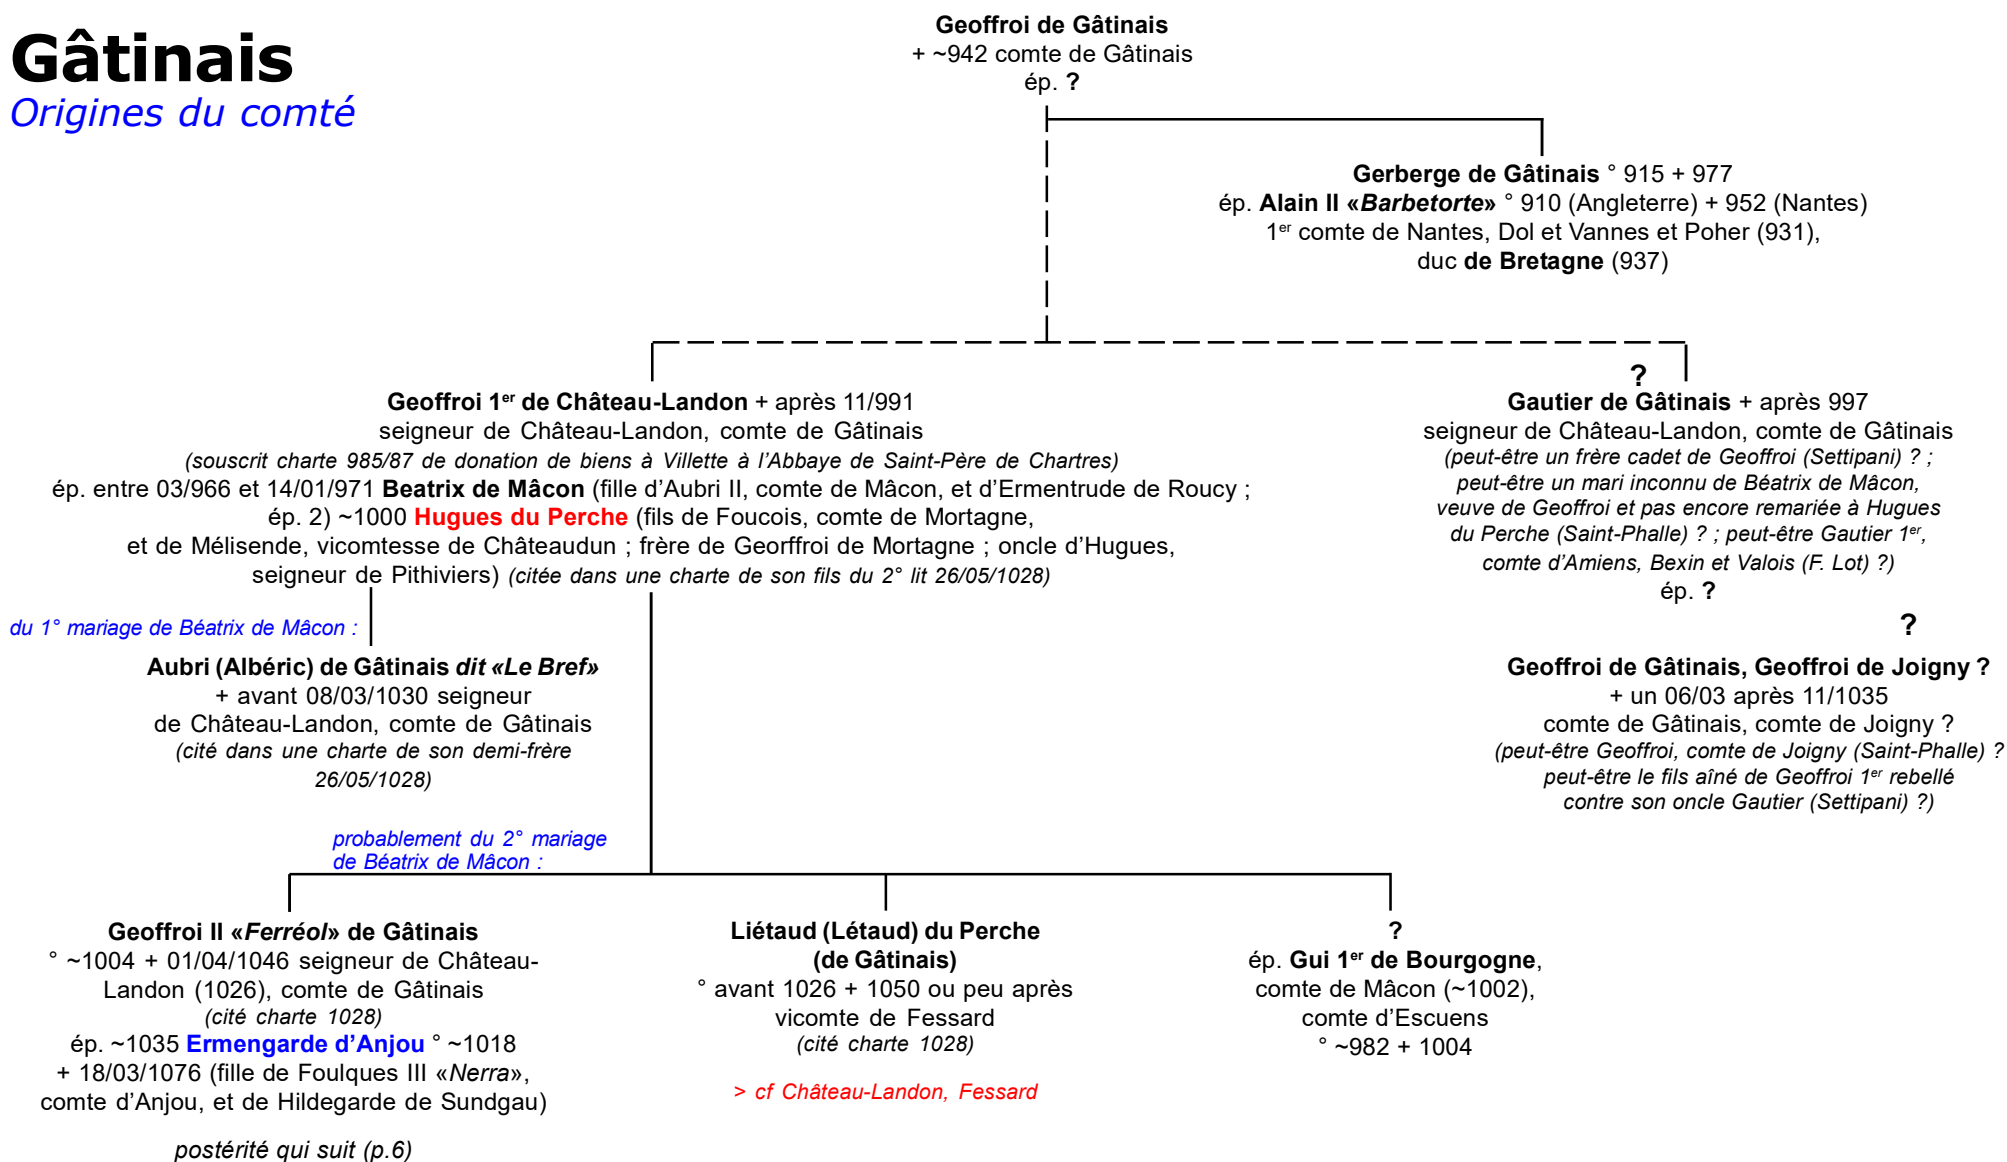 Gâtinais
Origines du comté
Geoffroi de Gâtinais
+ ~942 comte de Gâtinais
ép. ?
Gerberge de Gâtinais ° 915 + 977
ép. Alain II «Barbetorte» ° 910 (Angleterre) + 952 (Nantes)
1er comte de Nantes, Dol et Vannes et Poher (931),
duc de Bretagne (937)
Geoffroi 1er de Château-Landon + après 11/991
seigneur de Château-Landon, comte de Gâtinais
(souscrit charte 985/87 de donation de biens à Villette à l’Abbaye de Saint-Père de Chartres)
ép. entre 03/966 et 14/01/971 Beatrix de Mâcon (fille d’Aubri II, comte de Mâcon, et d’Ermentrude de Roucy ;
ép. 2) ~1000 Hugues du Perche (fils de Foucois, comte de Mortagne,
et de Mélisende, vicomtesse de Châteaudun ; frère de Georffroi de Mortagne ; oncle d’Hugues,
seigneur de Pithiviers) (citée dans une charte de son fils du 2° lit 26/05/1028)
?
Gautier de Gâtinais + après 997
seigneur de Château-Landon, comte de Gâtinais
(peut-être un frère cadet de Geoffroi (Settipani) ? ;
peut-être un mari inconnu de Béatrix de Mâcon,
veuve de Geoffroi et pas encore remariée à Hugues
du Perche (Saint-Phalle) ? ; peut-être Gautier 1er,
comte d’Amiens, Bexin et Valois (F. Lot) ?)
ép. ?
du 1° mariage de Béatrix de Mâcon :
Aubri (Albéric) de Gâtinais dit «Le Bref»
+ avant 08/03/1030 seigneur
de Château-Landon, comte de Gâtinais
(cité dans une charte de son demi-frère
26/05/1028)
?
Geoffroi de Gâtinais, Geoffroi de Joigny ?
+ un 06/03 après 11/1035
comte de Gâtinais, comte de Joigny ?
(peut-être Geoffroi, comte de Joigny (Saint-Phalle) ?
peut-être le fils aîné de Geoffroi 1er rebellé
contre son oncle Gautier (Settipani) ?)
probablement du 2° mariage
de Béatrix de Mâcon :
Geoffroi II «Ferréol» de Gâtinais
° ~1004 + 01/04/1046 seigneur de Château-
Landon (1026), comte de Gâtinais
(cité charte 1028)
ép. ~1035 Ermengarde d’Anjou ° ~1018
+ 18/03/1076 (fille de Foulques III «Nerra»,
comte d’Anjou, et de Hildegarde de Sundgau)
postérité qui suit (p.6)
Liétaud (Létaud) du Perche
(de Gâtinais)
° avant 1026 + 1050 ou peu après
vicomte de Fessard
(cité charte 1028)
> cf Château-Landon, Fessard
?
ép. Gui 1er de Bourgogne,
comte de Mâcon (~1002),
comte d’Escuens
° ~982 + 1004